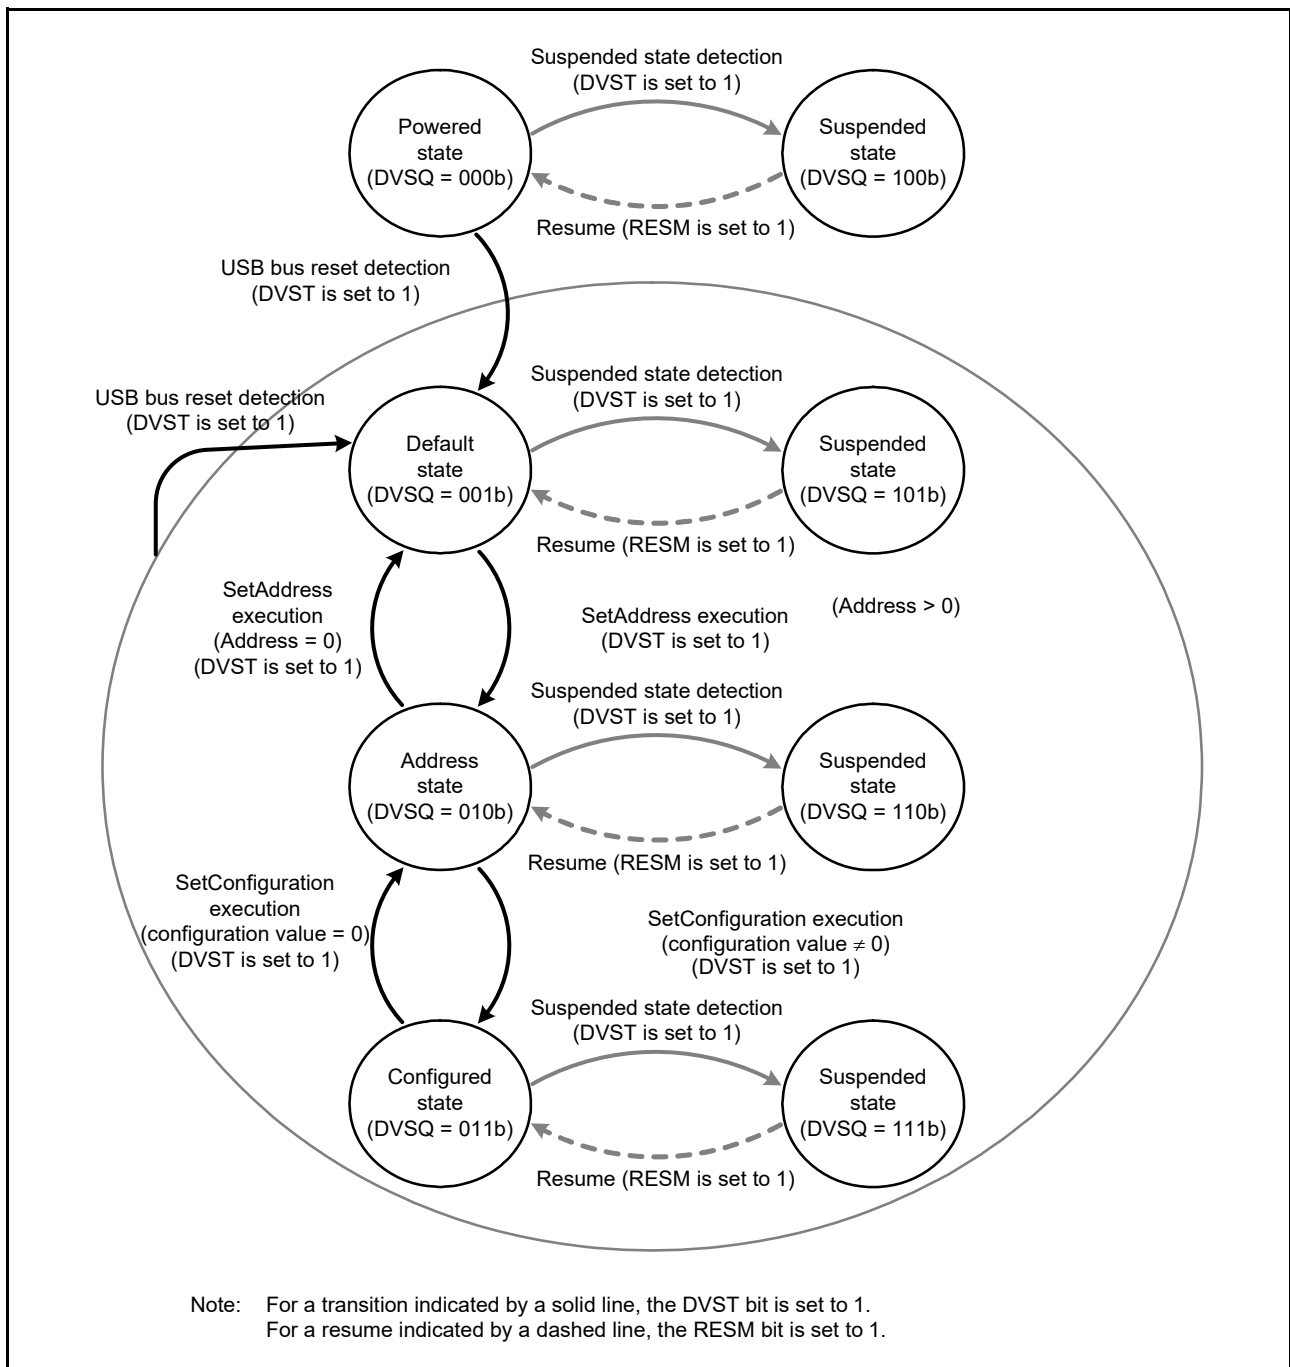 Suspended state detection
(DVST is set to 1)
Powered
state
(DVSQ = 000b)
Suspended
state
(DVSQ = 100b)
Resume (RESM is set to 1)
USB bus reset detection
(DVST is set to 1)
Suspended state detection
(DVST is set to 1)
USB bus reset detection
(DVST is set to 1)
Default
state
(DVSQ = 001b)
Suspended
state
(DVSQ = 101b)
Resume (RESM is set to 1)
SetAddress
execution
(Address = 0)
(DVST is set to 1)
SetAddress execution
(DVST is set to 1)
(Address > 0)
Suspended state detection
(DVST is set to 1)
Address
state
(DVSQ = 010b)
Suspended
state
(DVSQ = 110b)
Resume (RESM is set to 1)
SetConfiguration
execution
(configuration value = 0)
(DVST is set to 1)
SetConfiguration execution
(configuration value ≠ 0)
(DVST is set to 1)
Suspended state detection
(DVST is set to 1)
Configured
state
(DVSQ = 011b)
Suspended
state
(DVSQ = 111b)
Resume (RESM is set to 1)
Note: For a transition indicated by a solid line, the DVST bit is set to 1.
For a resume indicated by a dashed line, the RESM bit is set to 1.